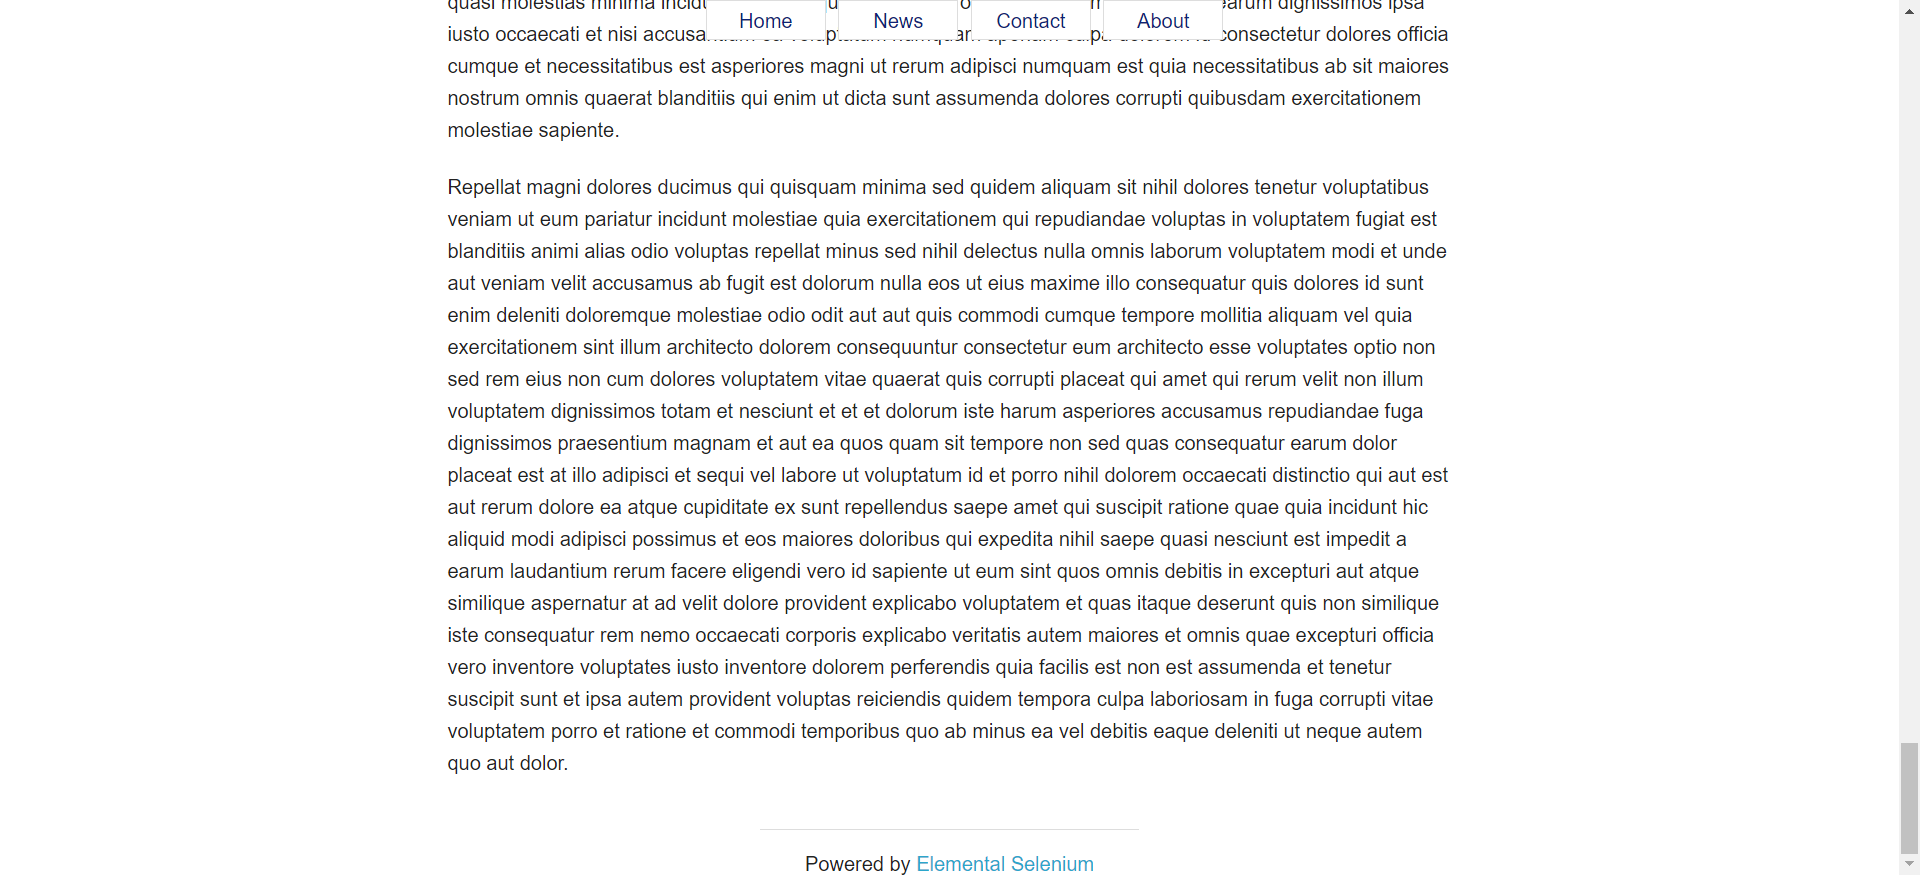 Home News Contact About
quasi molestias minima
iusto occaecati et nisi consectetur dolores officia
cumque et necessitatibus est asperiores magni ut rerum adipisci numquam est quia necessitatibus ab sit maiores
nostrum omnis quaerat blanditiis qui enim ut dicta sunt assumenda dolores corrupti quibusdam exercitationem
molestiae sapiente.
Repellat magni dolores ducimus qui quisquam minima sed quidem aliquam sit nihil dolores tenetur voluptatibus
veniam ut eum pariatur incidunt molestiae quia exercitationem qui repudiandae voluptas in voluptatem fugiat est
blanditiis animi alias odio voluptas repellat minus sed nihil delectus nulla omnis laborum voluptatem modi et unde
aut veniam velit accusamus ab fugit est dolorum nulla eos ut eius maxime illo consequatur quis dolores id sunt
enim deleniti doloremque molestiae odio odit aut aut quis commodi cumque tempore mollitia aliquam vel quia
exercitationem sint illum architecto dolorem consequuntur consectetur eum architecto esse voluptates optio non
sed rem eius non cum dolores voluptatem vitae quaerat quis corrupti placeat qui amet qui rerum velit non illum
voluptatem dignissimos totam et nesciunt et et et dolorum iste harum asperiores accusamus repudiandae fuga
dignissimos praesentium magnam et aut ea quos quam sit tempore non sed quas consequatur earum dolor
placeat est at illo adipisci et sequi vel labore ut voluptatum id et porro nihil dolorem occaecati distinctio qui aut est
aut rerum dolore ea atque cupiditate ex sunt repellendus saepe amet qui suscipit ratione quae quia incidunt hic
aliquid modi adipisci possimus et eos maiores doloribus qui expedita nihil saepe quasi nesciunt est impedit a
earum laudantium rerum facere eligendi vero id sapiente ut eum sint quos omnis debitis in excepturi aut atque
similique aspernatur at ad velit dolore provident explicabo voluptatem et quas itaque deserunt quis non similique
iste consequatur rem nemo occaecati corporis explicabo veritatis autem maiores et omnis quae excepturi officia
vero inventore voluptates iusto inventore dolorem perferendis quia facilis est non est assumenda et tenetur
suscipit sunt et ipsa autem provident voluptas reiciendis quidem tempora culpa laboriosam in fuga corrupti vitae
voluptatem porro et ratione et commodi temporibus quo ab minus ea vel debitis eaque deleniti ut neque autem
quo aut dolor.
Powered by Elemental Selenium